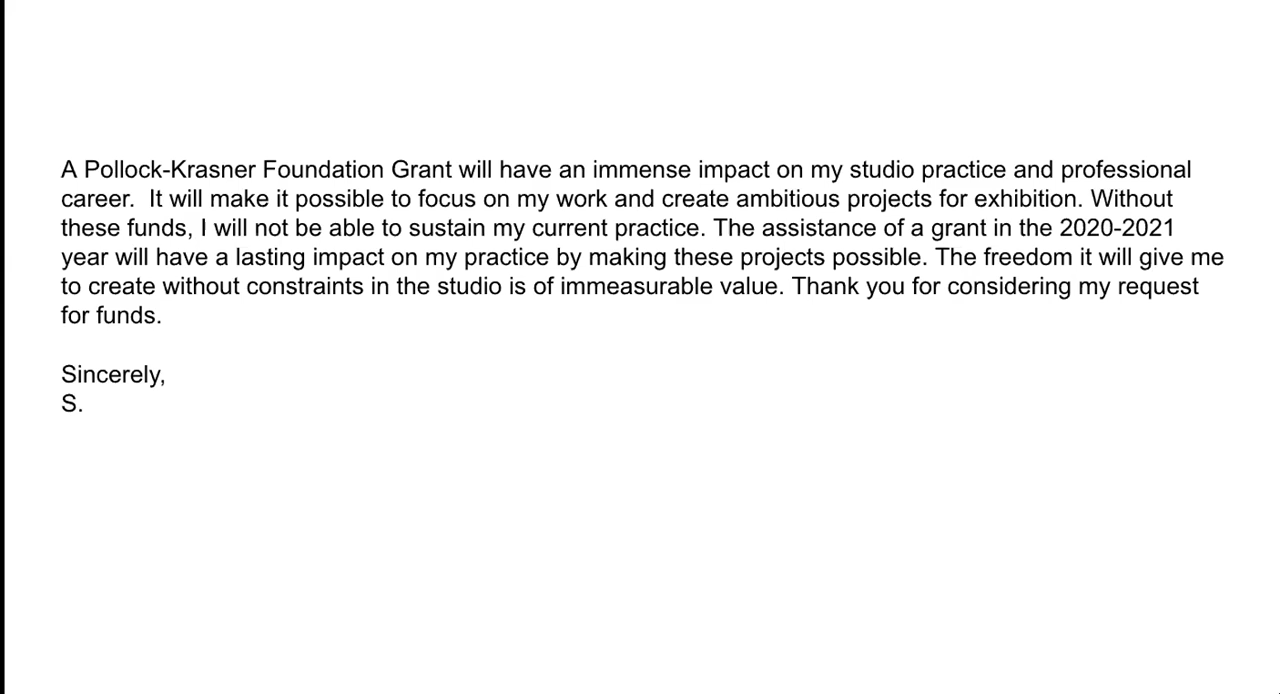 A Pollock-Krasner Foundation Grant will have an immense impact on my studio practice and professional
career.  It will make it possible to focus on my work and create ambitious projects for exhibition. Without
these funds, I will not be able to sustain my current practice. The assistance of a grant in the 2020-2021
year will have a lasting impact on my practice by making these projects possible. The freedom it will give me
to create without constraints in the studio is of immeasurable value. Thank you for considering my request
for funds.
Sincerely,
S.